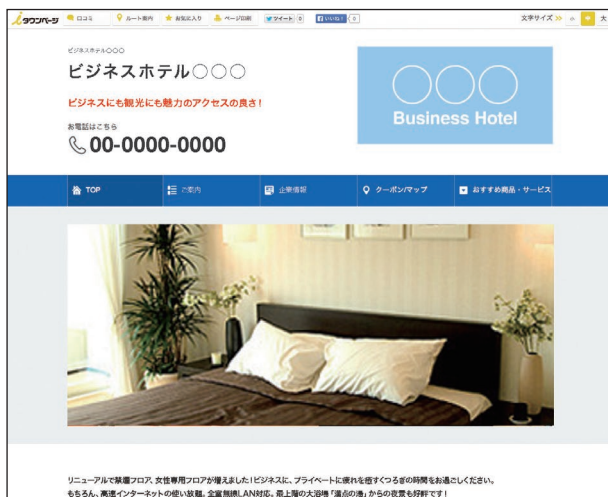 iタウンページ 口コミ ルート案内 お気に入り ページ印刷 ツイート 0 いいね! 0 文字サイズ >> 小 中 大
ビジネスホテル○○○
ビジネスホテル○○○
ビジネスにも観光にも魅力のアクセスの良さ!
お電話はこちら
00-0000-0000
○○○
Business Hotel
TOP ご案内 企業情報 クーポン/マップ おすすめ商品・サービス
リニューアルで禁煙フロア、女性専用フロアが増えました!ビジネスに、プライベートに疲れを癒すくつろぎの時間をお過ごしください。
もちろん、高速インターネットの使い放題。全室無線LAN対応。最上階の大浴場「満点の湯」からの夜景も好評です!